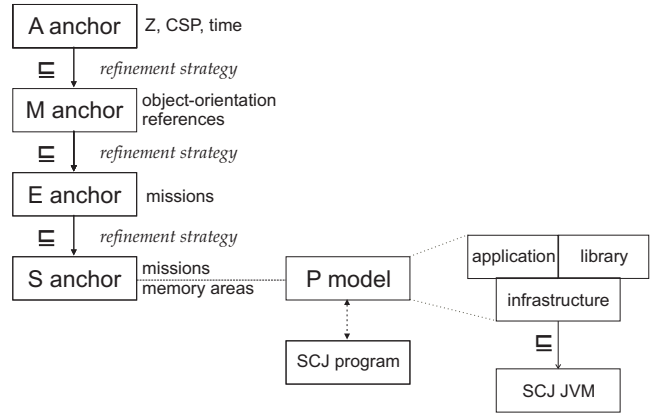 A anchor
Z, CSP, time
⊑
refinement strategy
M anchor
object-orientation
references
⊑
refinement strategy
E anchor
missions
⊑
refinement strategy
S anchor
missions
memory areas
P model
SCJ program
application
library
infrastructure
⊑
SCJ JVM